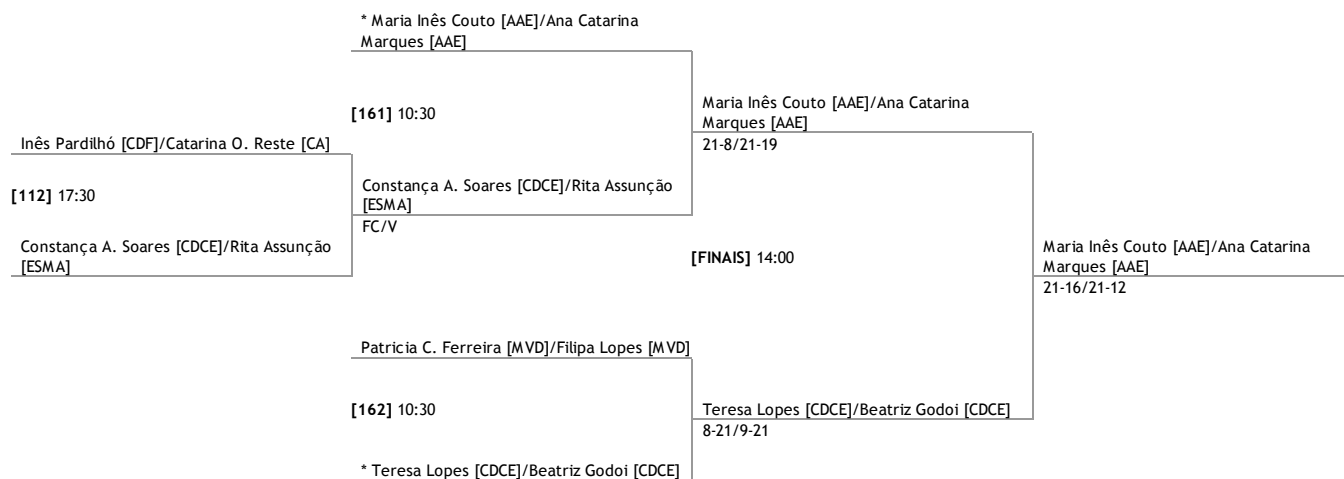 * Maria Inês Couto [AAE]/Ana Catarina
Marques [AAE]
[161] 10:30
Maria Inês Couto [AAE]/Ana Catarina
Marques [AAE]
21-8/21-19
Inês Pardilhó [CDF]/Catarina O. Reste [CA]
[112] 17:30
Constança A. Soares [CDCE]/Rita Assunção
[ESMA]
FC/V
Constança A. Soares [CDCE]/Rita Assunção
[ESMA]
[FINAIS] 14:00
Maria Inês Couto [AAE]/Ana Catarina
Marques [AAE]
21-16/21-12
Patricia C. Ferreira [MVD]/Filipa Lopes [MVD]
[162] 10:30
Teresa Lopes [CDCE]/Beatriz Godoi [CDCE]
8-21/9-21
* Teresa Lopes [CDCE]/Beatriz Godoi [CDCE]